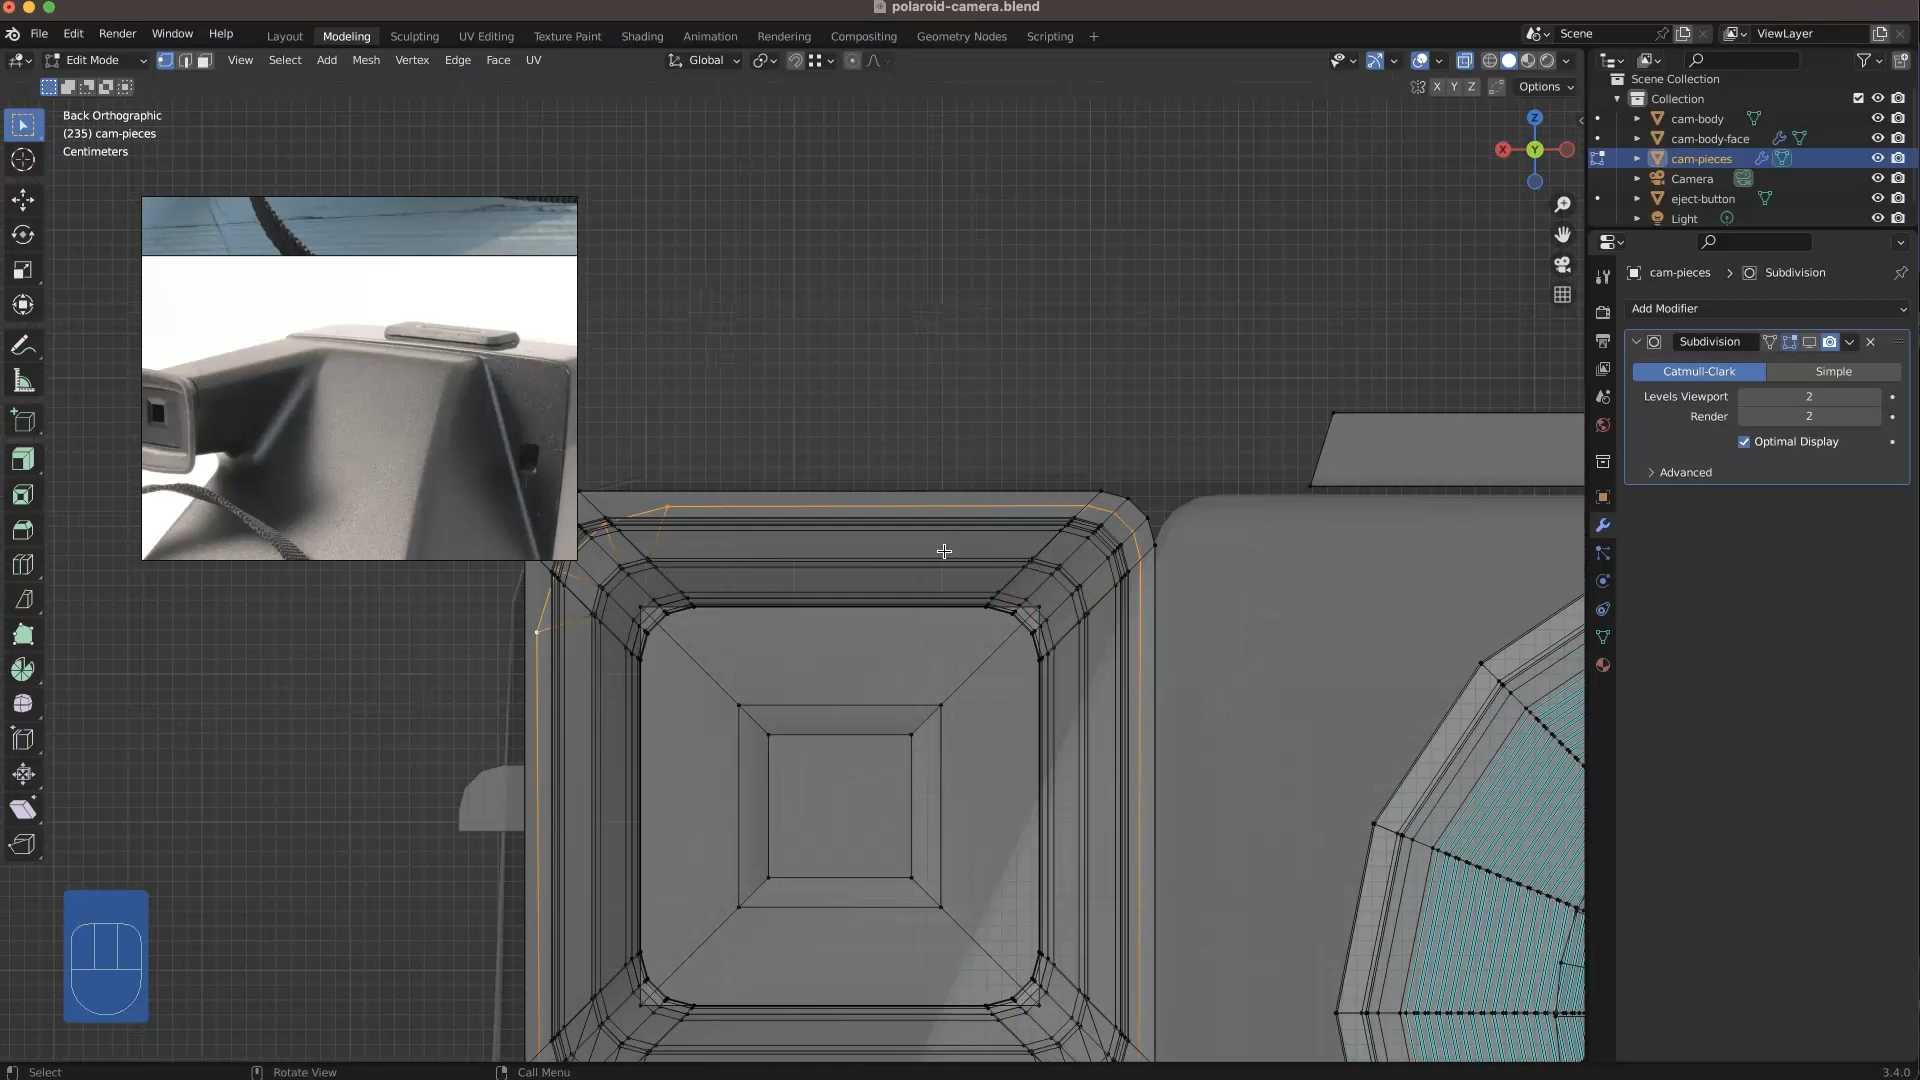 polaroid-camera.blend
File Edit Render Window Help Layout Modeling Sculpting UV Editing Texture Paint Shading Animation Rendering Compositing Geometry Nodes Scripting + Scene ViewLayer
Edit Mode View Select Add Mesh Vertex Edge Face UV Global
X Y Z Options
Back Orthographic
(235) cam-pieces
Centimeters
Z
X
Y
Scene Collection
Collection
cam-body
cam-body-face
cam-pieces
Camera
eject-button
Light
cam-pieces > Subdivision
Add Modifier
Subdivision
Catmull-Clark Simple
Levels Viewport 2
Render 2
Optimal Display
Advanced
Select Rotate View Call Menu 3.4.0